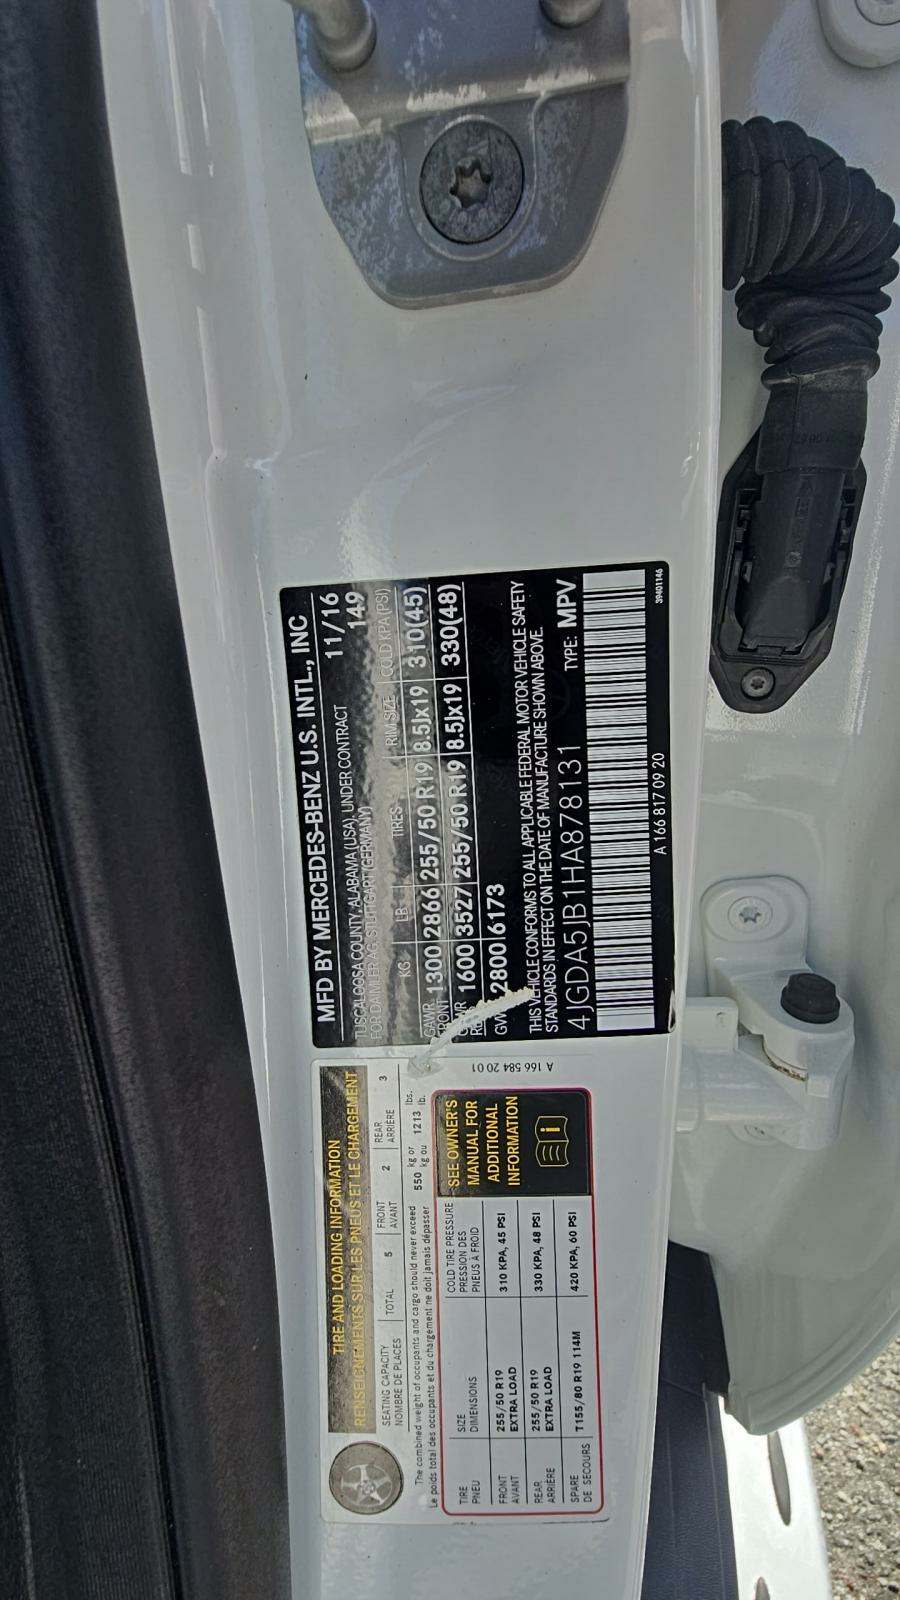 MFD BY MERCEDES-BENZ U.S. INTL., INC
TUSCALOOSA COUNTY, ALABAMA (USA), UNDER CONTRACT 11/16
FOR DAIMLER AG, STUTTGART (GERMANY) 149
KG LB TIRES RIM SIZE COLD KPA (PSI)
GAWR
FRONT 1300 2866 255/50 R19 8.5Jx19 310(45)
1600 3527 255/50 R19 8.5Jx19 330(48)
2800 6173
THIS VEHICLE CONFORMS TO ALL APPLICABLE FEDERAL MOTOR VEHICLE SAFETY
STANDARDS IN EFFECT ON THE DATE OF MANUFACTURE SHOWN ABOVE.
4JGDA5JB1HA878131 TYPE: MPV
A 166 817 09 20
39401146
TIRE AND LOADING INFORMATION
RENSEIGNEMENTS SUR LES PNEUS ET LE CHARGEMENT
SEATING CAPACITY
NOMBRE DE PLACES
TOTAL 5
FRONT
AVANT
2
REAR
ARRIÈRE
3
The combined weight of occupants and cargo should never exceed 550 kg or 1213 lbs.
Le poids total des occupants et du chargement ne doit jamais dépasser kg ou lb.
TIRE
PNEU
SIZE
DIMENSIONS
COLD TIRE PRESSURE
PRESSION DES
PNEUS À FROID
FRONT
AVANT
255/50 R19
EXTRA LOAD
310 KPA, 45 PSI
REAR
ARRIÈRE
255/50 R19
EXTRA LOAD
330 KPA, 48 PSI
SPARE
DE SECOURS
T155/80 R19 114M
420 KPA, 60 PSI
SEE OWNER'S
MANUAL FOR
ADDITIONAL
INFORMATION
A 166 584 20 01